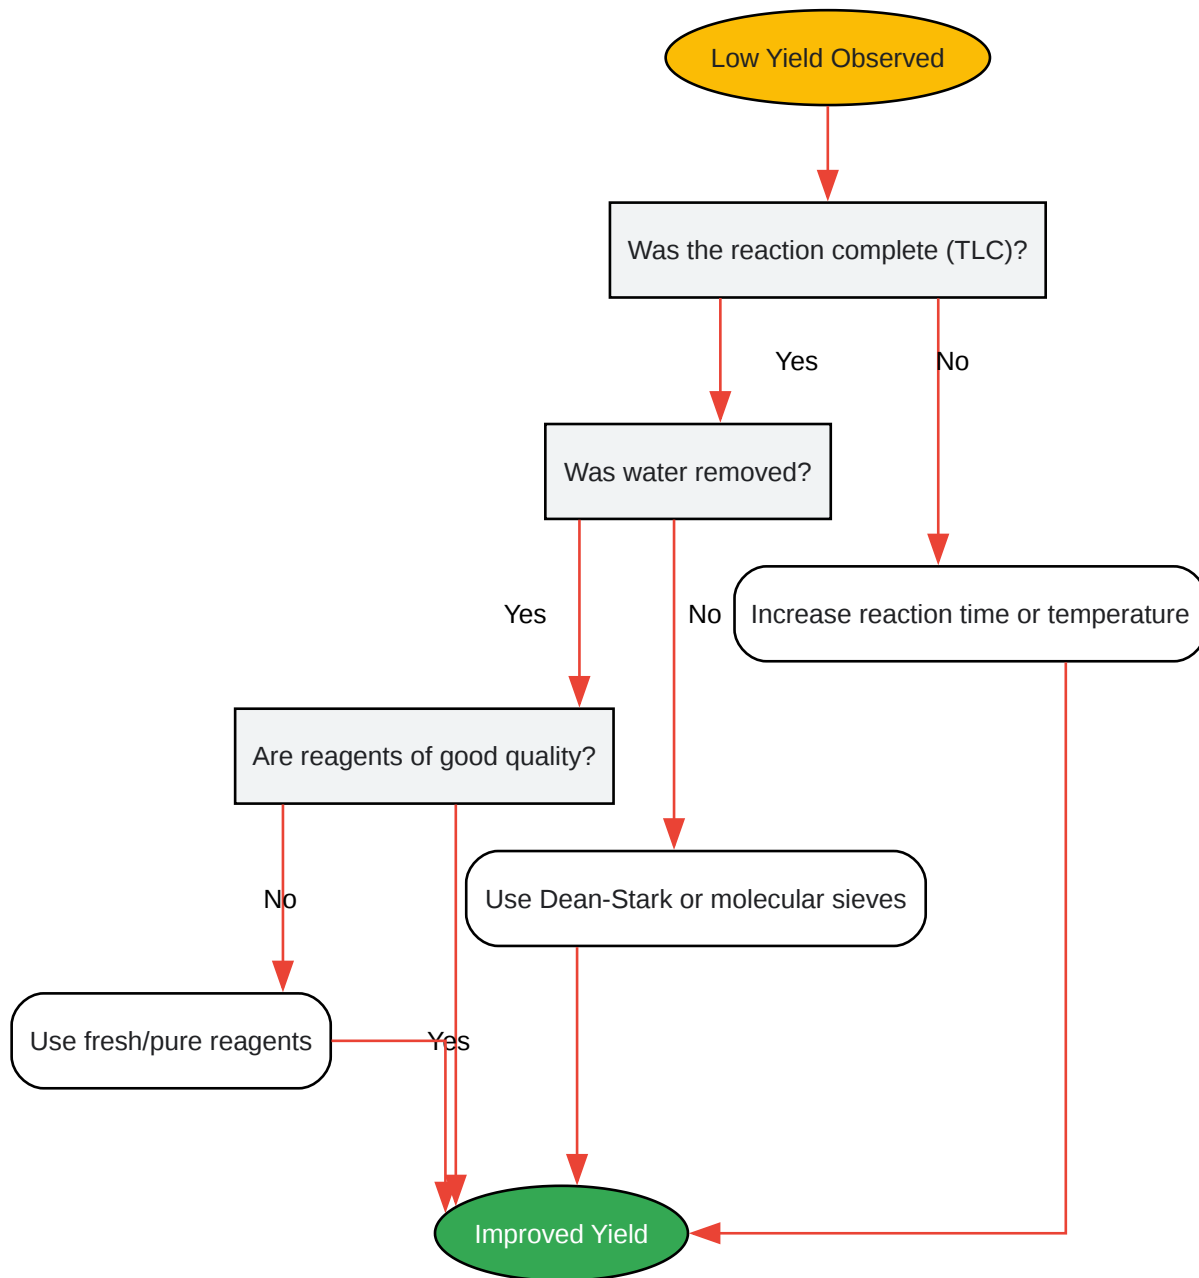 Low Yield Observed
Was the reaction complete (TLC)?
Yes
No
Was water removed?
Yes
No
Increase reaction time or temperature
Are reagents of good quality?
No
Use Dean-Stark or molecular sieves
Use fresh/pure reagents
Yes
Improved Yield